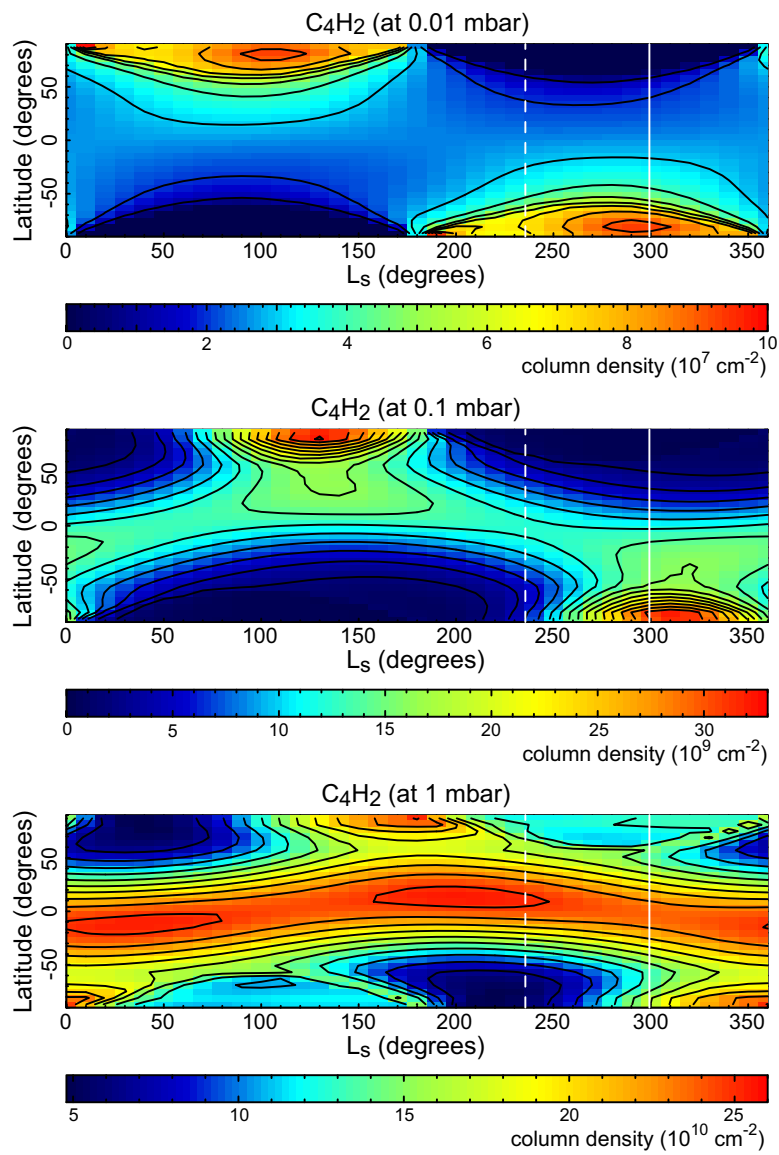 C4H2 (at 0.01 mbar)
Latitude (degrees)
50
0
-50
0 50 100 150 200 250 300 350
Ls (degrees)
0 2 4 6 8 10
column density (10^7 cm^-2)
C4H2 (at 0.1 mbar)
Latitude (degrees)
50
0
-50
0 50 100 150 200 250 300 350
Ls (degrees)
0 5 10 15 20 25 30
column density (10^9 cm^-2)
C4H2 (at 1 mbar)
Latitude (degrees)
50
0
-50
0 50 100 150 200 250 300 350
Ls (degrees)
5 10 15 20 25
column density (10^10 cm^-2)